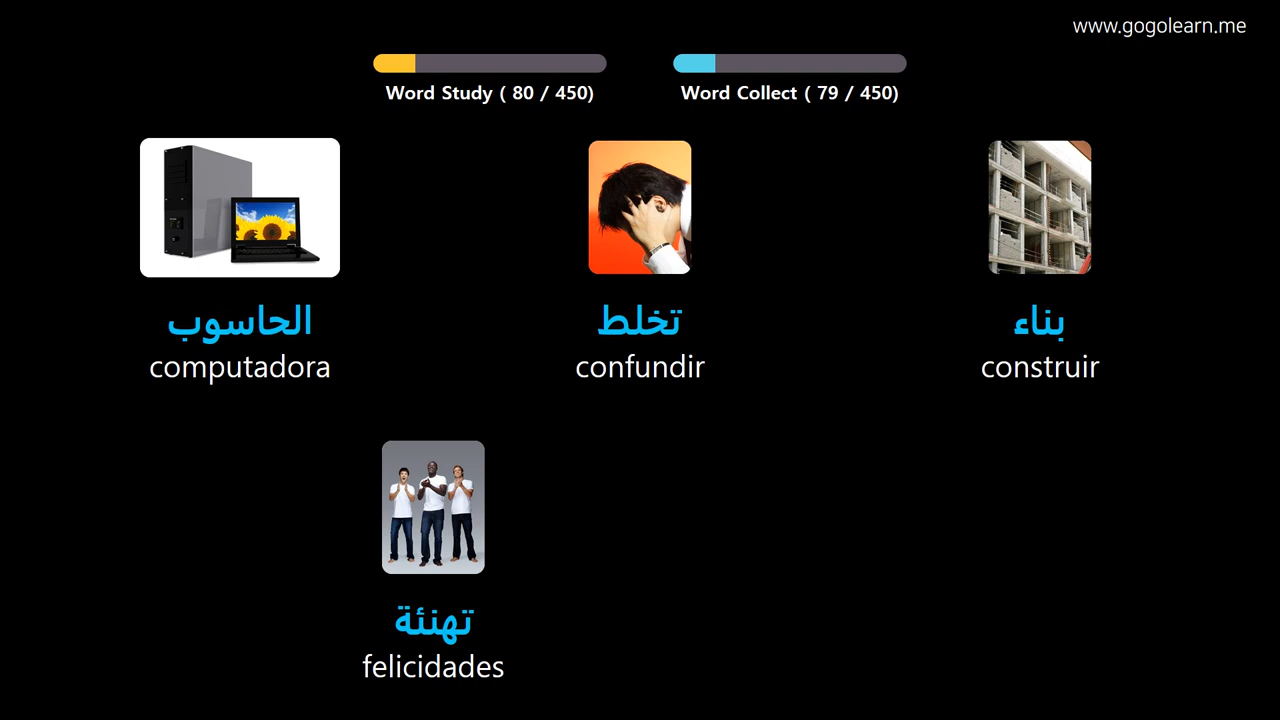 www.gogolearn.me
Word Study ( 80 / 450)
Word Collect ( 79 / 450)
الحاسوب
computadora
تخلط
confundir
بناء
construir
تهنئة
felicidades